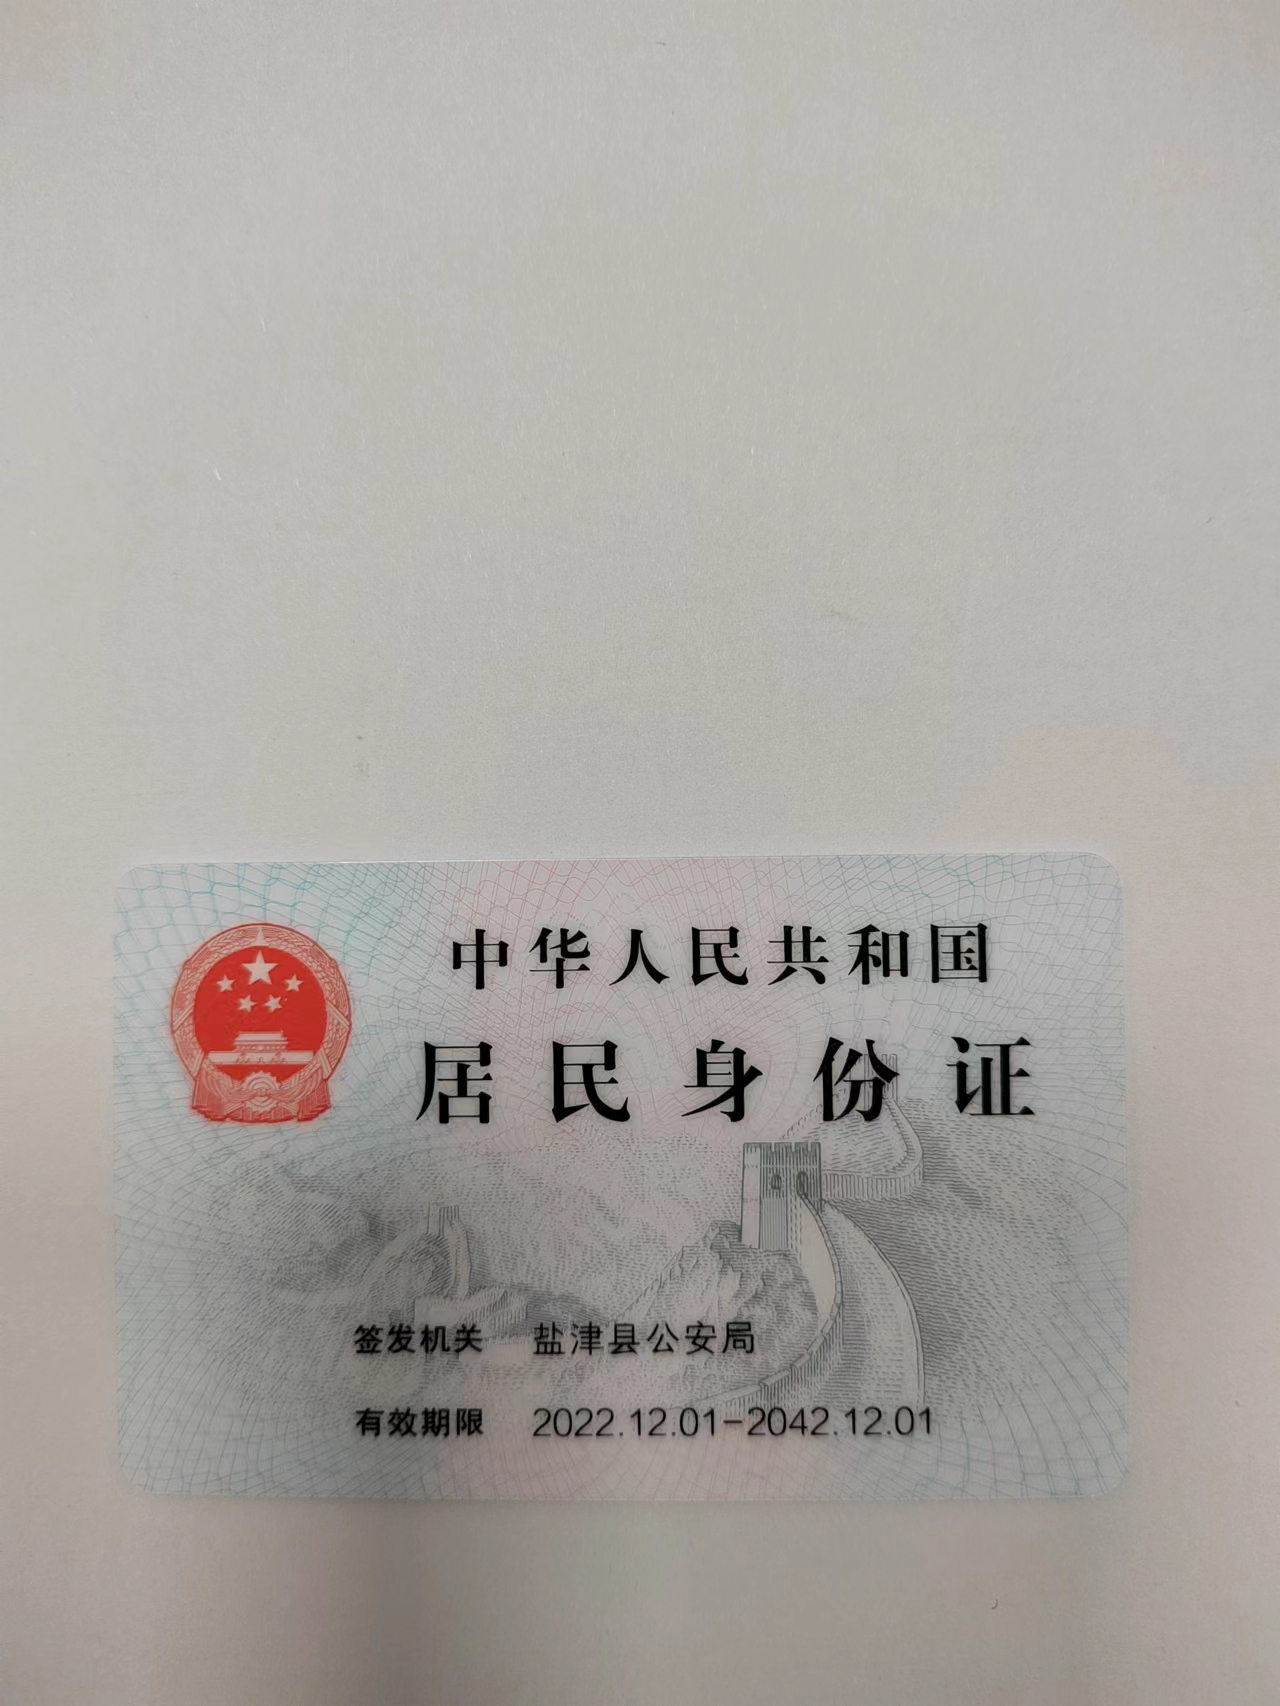 中华人民共和国
居民身份证
签发机关 盐津县公安局
有效期限 2022.12.01-2042.12.01